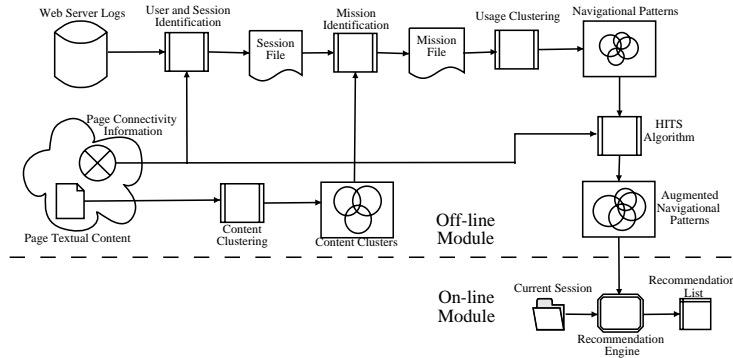 Web Server Logs
User and Session
Identification
Session
File
Mission
Identification
Mission
File
Usage Clustering
Navigational Patterns
Page Connectivity
Information
HITS
Algorithm
Page Textual Content
Content
Clustering
Content Clusters
Augmented
Navigational
Patterns
Off-line
Module
On-line
Module
Current Session
Recommendation
Engine
Recommendation
List